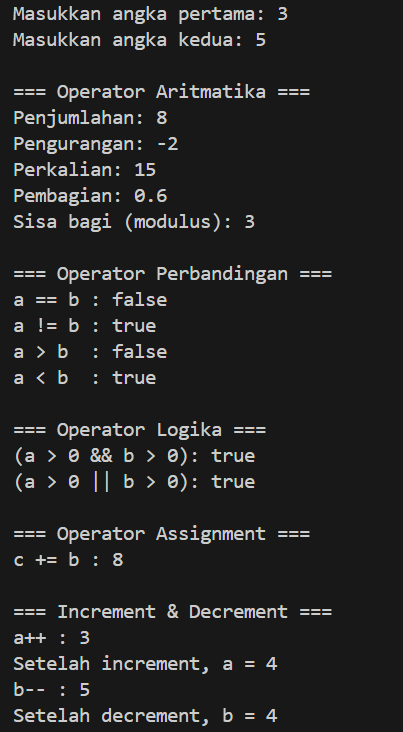 Masukkan angka pertama: 3
Masukkan angka kedua: 5
=== Operator Aritmatika ===
Penjumlahan: 8
Pengurangan: -2
Perkalian: 15
Pembagian: 0.6
Sisa bagi (modulus): 3
=== Operator Perbandingan ===
a == b : false
a != b : true
a > b  : false
a < b  : true
=== Operator Logika ===
(a > 0 && b > 0): true
(a > 0 || b > 0): true
=== Operator Assignment ===
c += b : 8
=== Increment & Decrement ===
a++ : 3
Setelah increment, a = 4
b-- : 5
Setelah decrement, b = 4